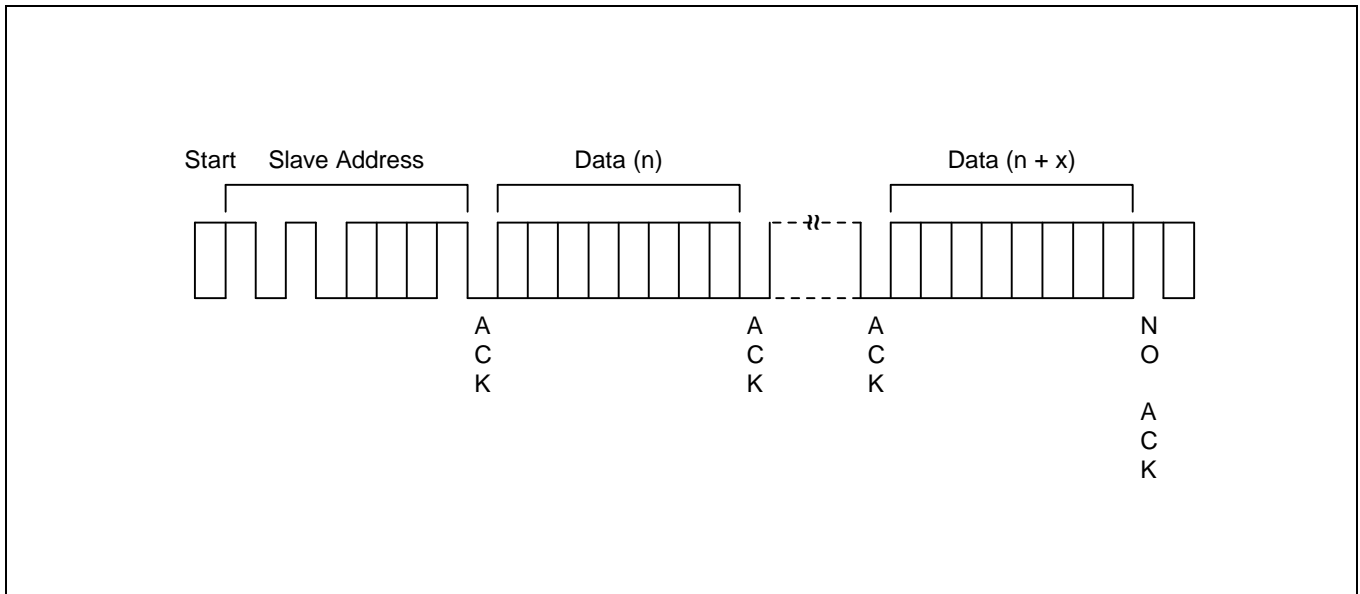 Start Slave Address Data (n) Data (n + x)
A A A N
C C C O
K K K
A
C
K